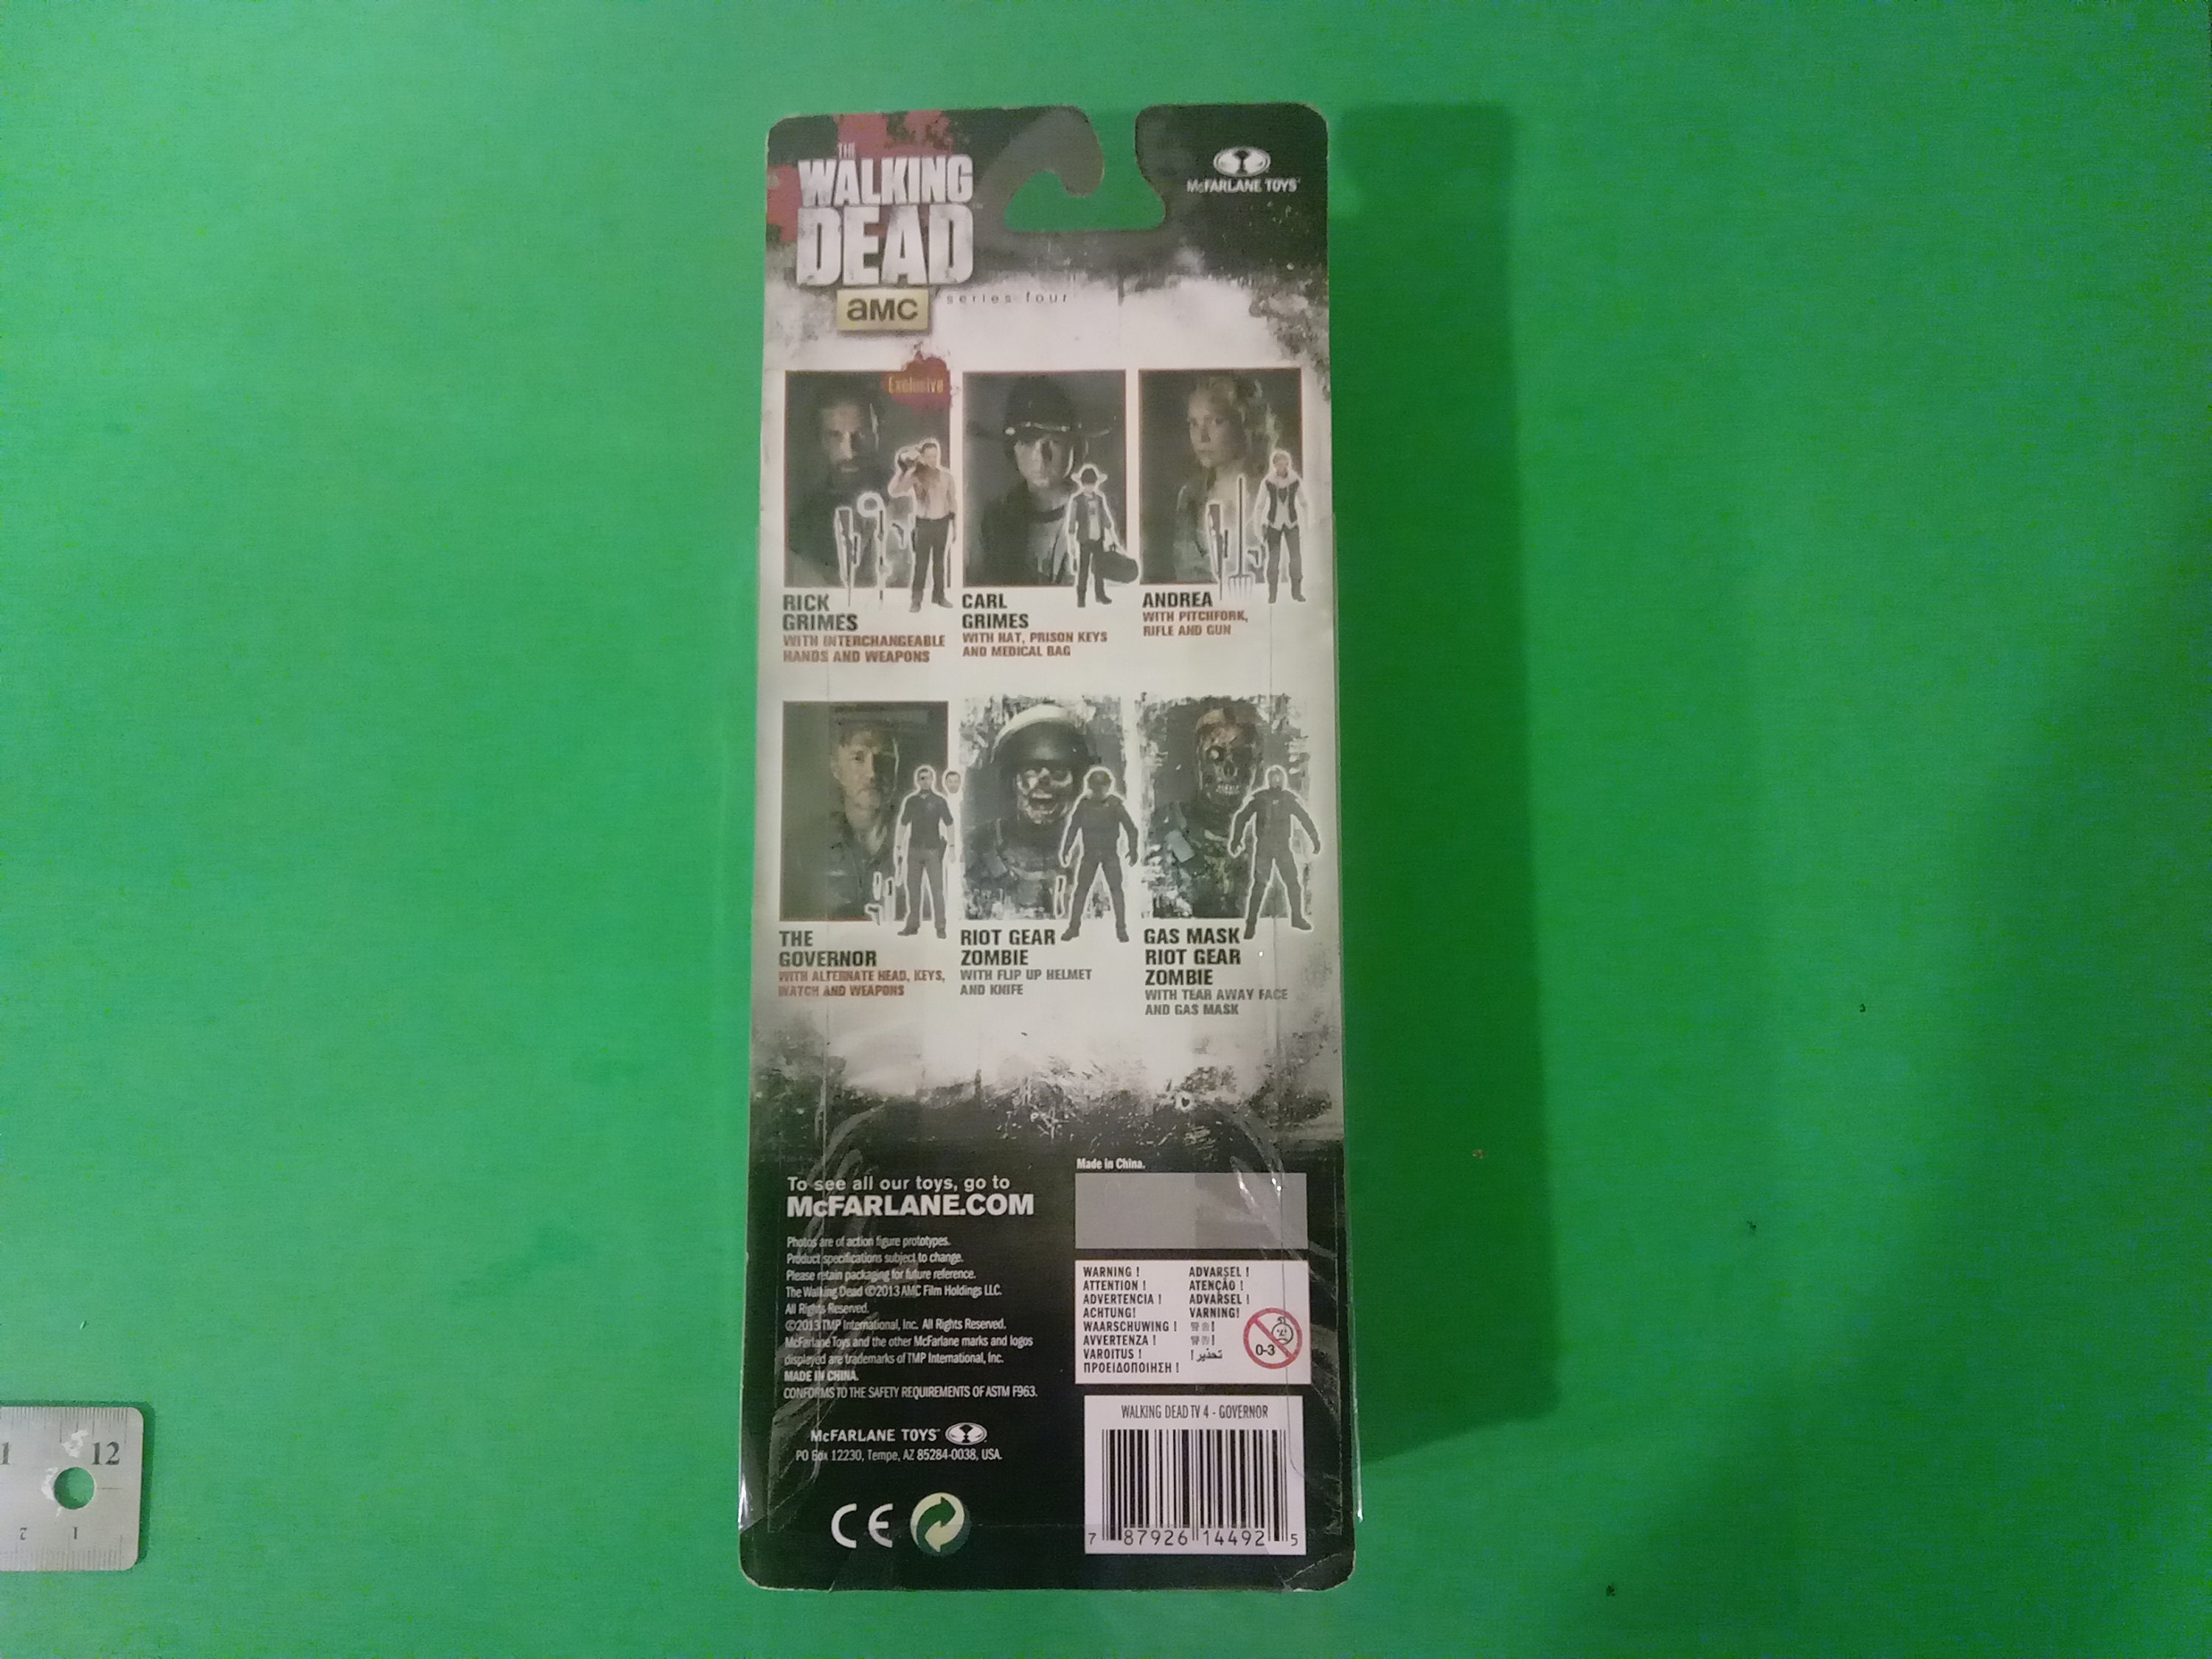 THE
WALKING
DEAD
aMC
series four
McFARLANE TOYS
Exclusive
RICK
GRIMES
WITH INTERCHANGEABLE
HANDS AND WEAPONS
CARL
GRIMES
WITH HAT, PRISON KEYS
AND MEDICAL BAG
ANDREA
WITH PITCHFORK,
RIFLE AND GUN
THE
GOVERNOR
WITH ALTERNATE HEAD, KEYS,
WATCH AND WEAPONS
RIOT GEAR
ZOMBIE
WITH FLIP UP HELMET
AND KNIFE
GAS MASK
RIOT GEAR
ZOMBIE
WITH TEAR AWAY FACE
AND GAS MASK
To see all our toys, go to
McFARLANE.COM
Photos are of action figure prototypes.
Product specifications subject to change.
Please retain packaging for future reference.
The Walking Dead ©2013 AMC Film Holdings LLC.
All Rights Reserved.
©2013 TMP International, Inc. All Rights Reserved.
McFarlane Toys and the other McFarlane marks and logos
displayed are trademarks of TMP International, Inc.
MADE IN CHINA.
CONFORMS TO THE SAFETY REQUIREMENTS OF ASTM F963.
McFARLANE TOYS
PO Box 12230, Tempe, AZ 85284-0038, USA.
CE
Made in China.
WARNING !
ATTENTION !
ADVERTENCIA !
ACHTUNG!
WAARSCHUWING !
AVVERTENZA !
VAROITUS !
ΠΡΟΕΙΔΟΠΟΙΗΣΗ !
ADVARSEL !
ATENÇÃO !
ADVARSEL !
VARNING!
تحذير!
0-3
WALKING DEAD TV 4 - GOVERNOR
7 87926 14492 5
1 12
2 1